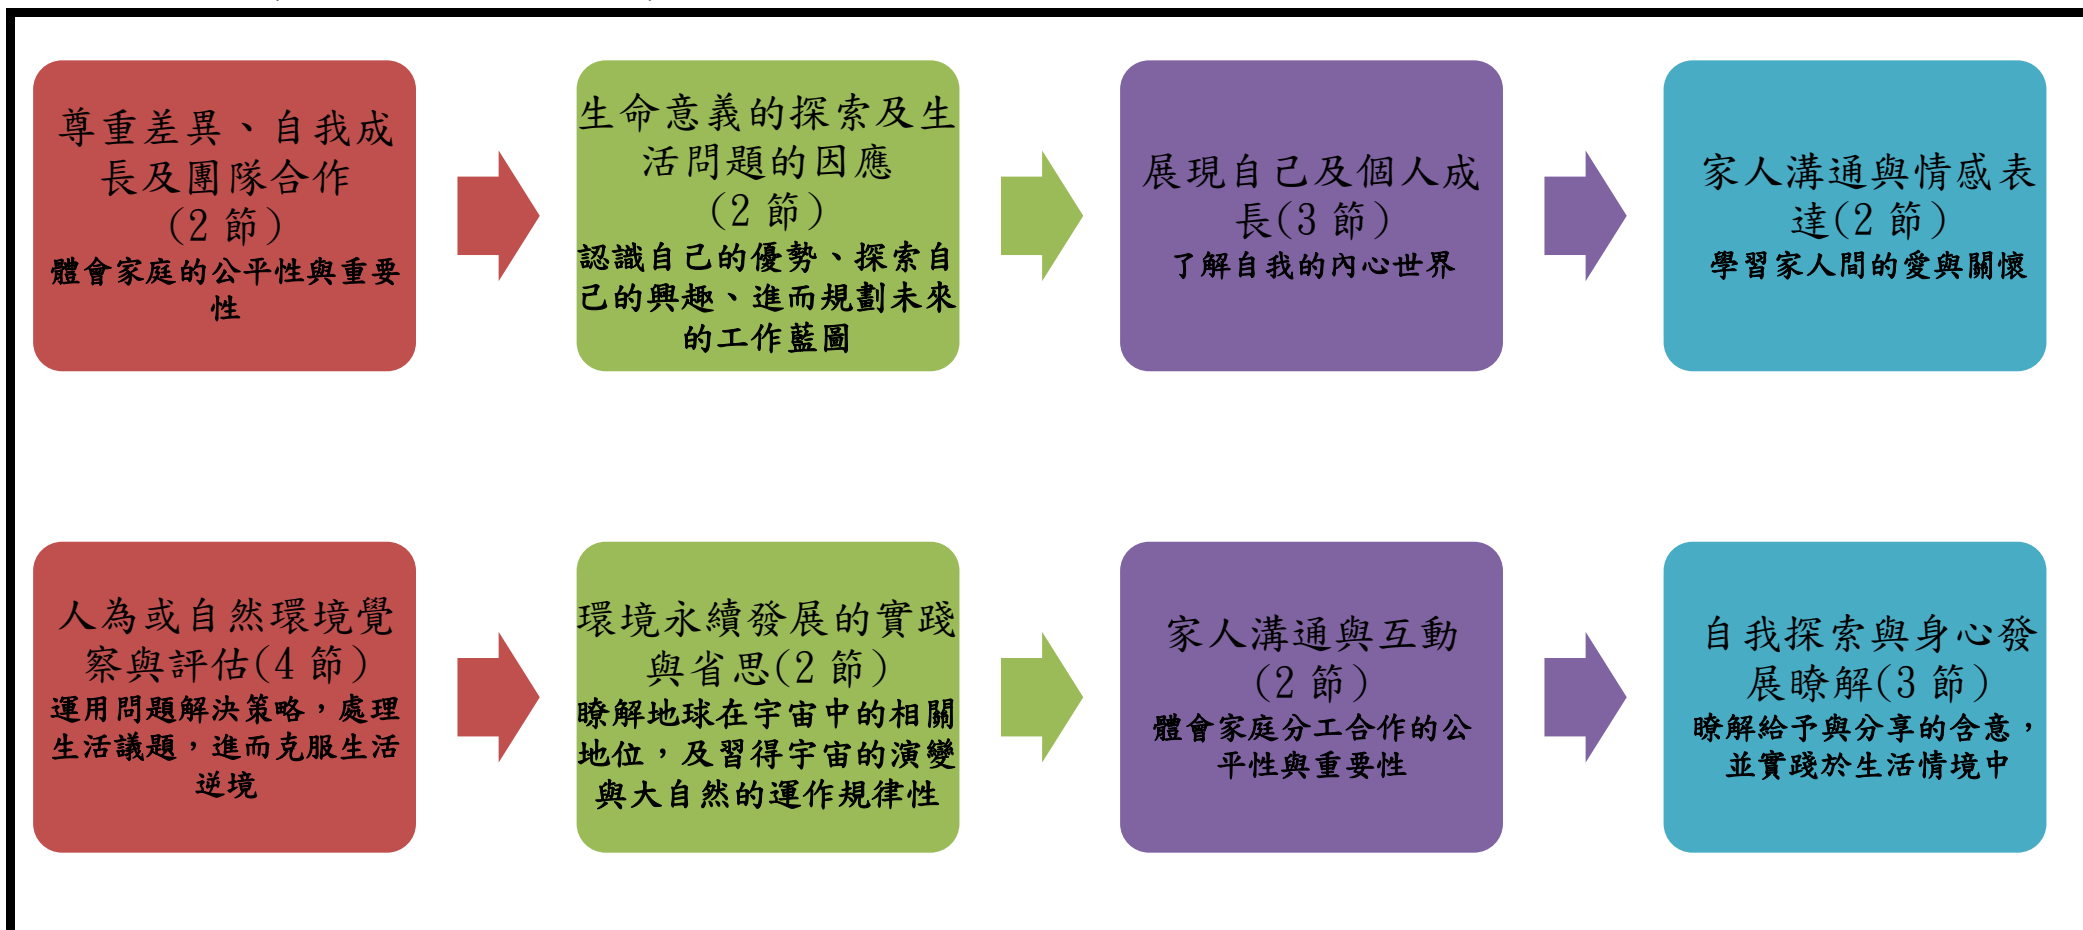 尊重差異、自我成
長及團隊合作
(2 節)
體會家庭的公平性與重要
性
生命意義的探索及生
活問題的因應
(2 節)
認識自己的優勢、探索自
己的興趣、進而規劃未來
的工作藍圖
展現自己及個人成
長(3 節)
了解自我的內心世界
家人溝通與情感表
達(2 節)
學習家人間的愛與關懷
人為或自然環境覺
察與評估(4 節)
運用問題解決策略，處理
生活議題，進而克服生活
逆境
環境永續發展的實踐
與省思(2 節)
瞭解地球在宇宙中的相關
地位，及習得宇宙的演變
與大自然的運作規律性
家人溝通與互動
(2 節)
體會家庭分工合作的公
平性與重要性
自我探索與身心發
展瞭解(3 節)
瞭解給予與分享的含意，
並實踐於生活情境中